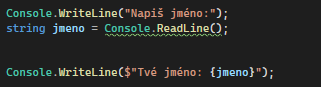 Console.WriteLine("Napiš jméno:");
string jmeno = Console.ReadLine();
Console.WriteLine($"Tvé jméno: {jmeno}");